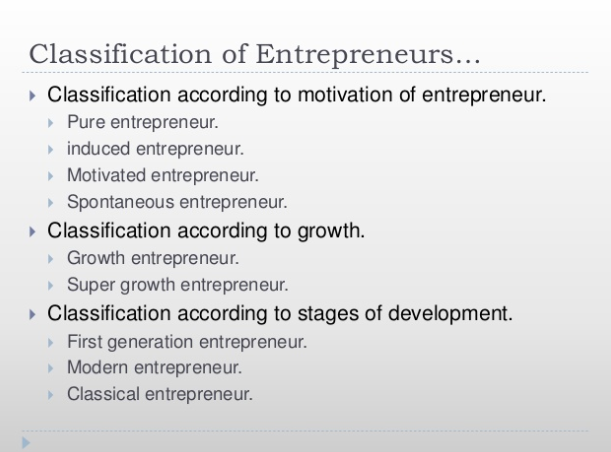 Classification of Entrepreneurs...
Classification according to motivation of entrepreneur.
Pure entrepreneur.
induced entrepreneur.
Motivated entrepreneur.
Spontaneous entrepreneur.
Classification according to growth.
Growth entrepreneur.
Super growth entrepreneur.
Classification according to stages of development.
First generation entrepreneur.
Modern entrepreneur.
Classical entrepreneur.